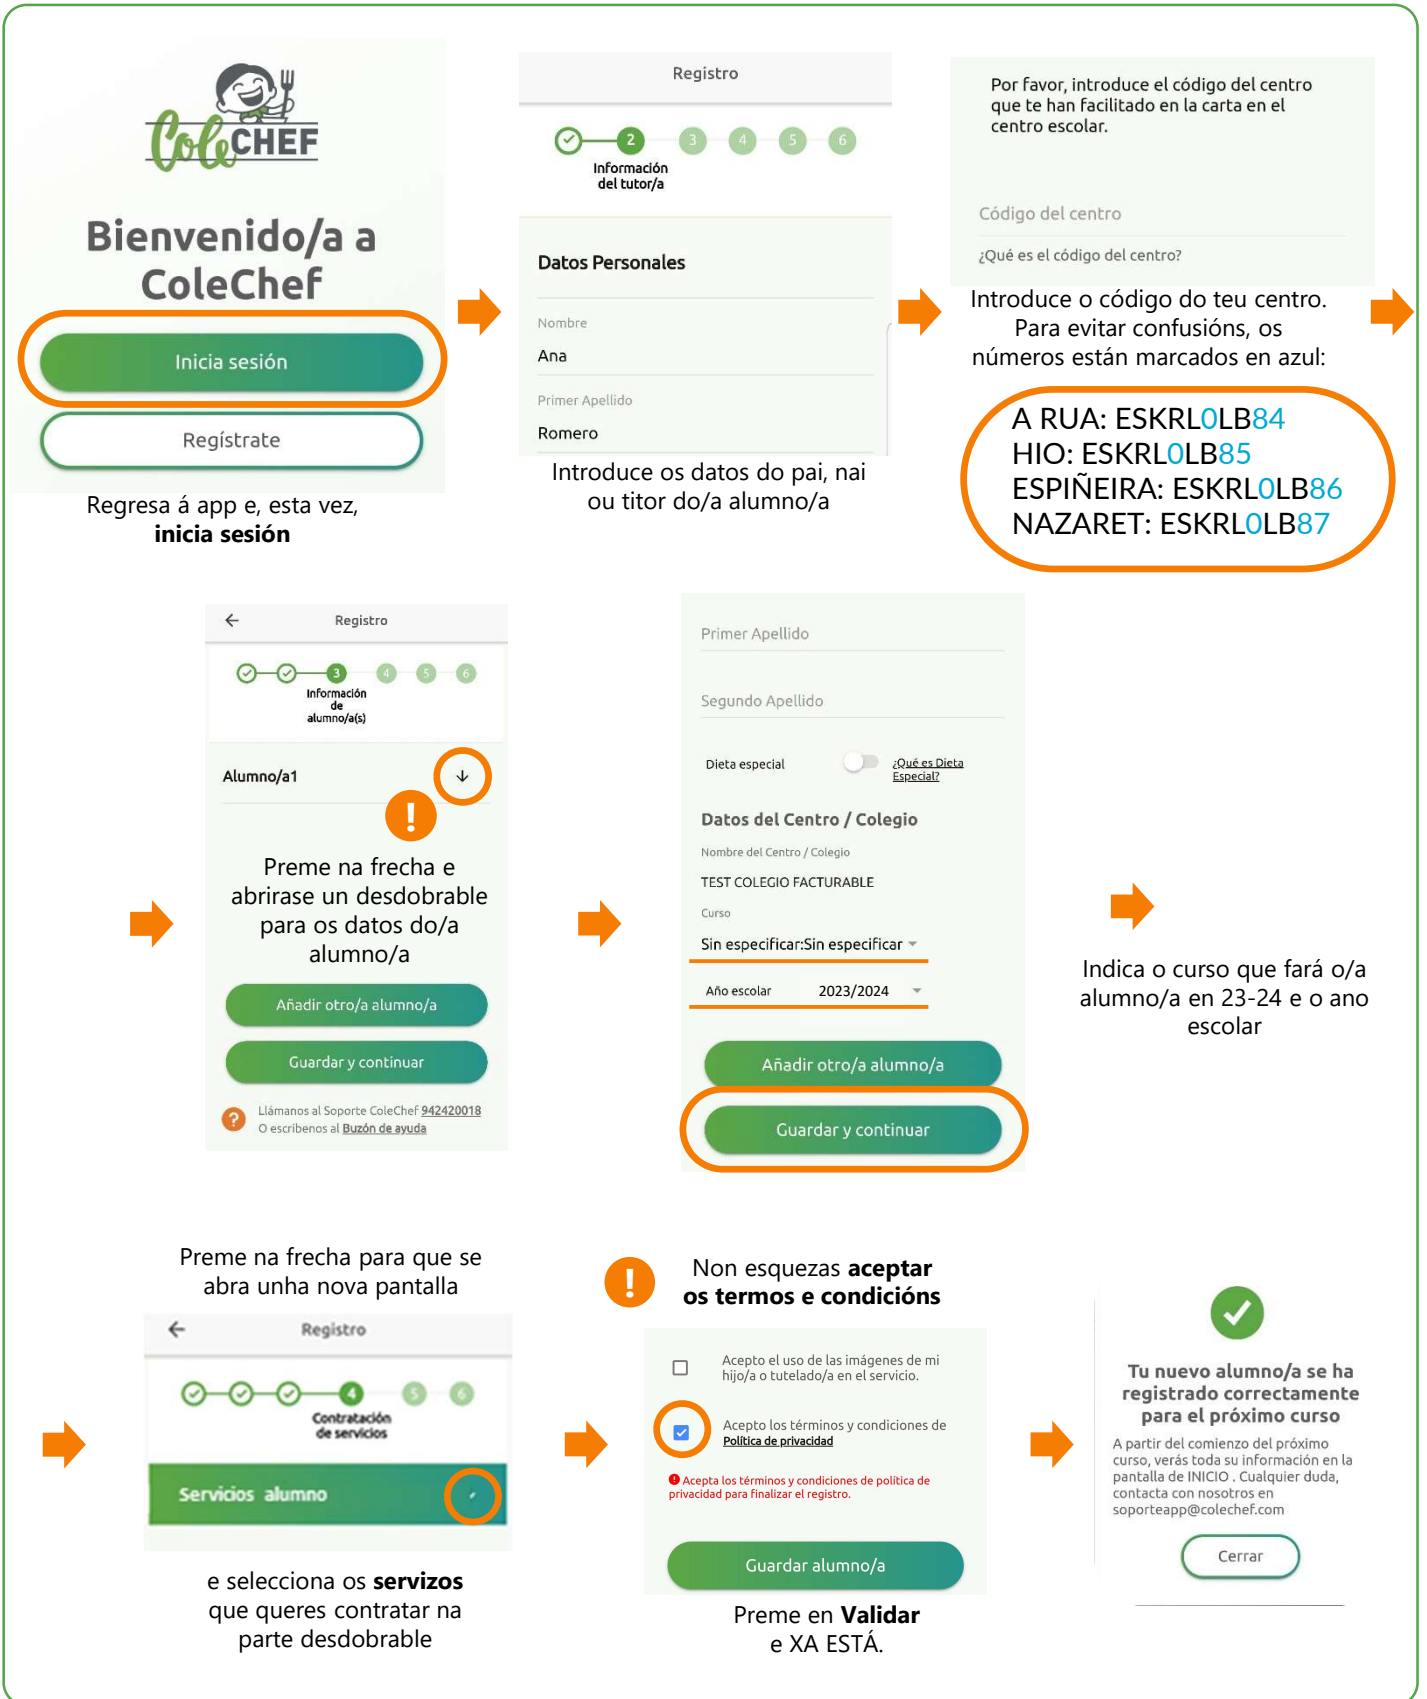 ColeCHEF
Bienvenido/a a
ColeChef
Inicia sesión
Regístrate
Regresa á app e, esta vez,
inicia sesión
Registro
2 3 4 5 6
Información
del tutor/a
Datos Personales
Nombre
Ana
Primer Apellido
Romero
Introduce os datos do pai, nai
ou titor do/a alumno/a
Por favor, introduce el código del centro
que te han facilitado en la carta en el
centro escolar.
Código del centro
¿Qué es el código del centro?
Introduce o código do teu centro.
Para evitar confusións, os
números están marcados en azul:
A RUA: ESKRL0LB84
HIO: ESKRL0LB85
ESPIÑEIRA: ESKRL0LB86
NAZARET: ESKRL0LB87
Registro
3 4 5 6
Información
de
alumno/a(s)
Alumno/a1
!
Preme na frecha e
abrirase un desdobrable
para os datos do/a
alumno/a
Añadir otro/a alumno/a
Guardar y continuar
? Llámanos al Soporte ColeChef 942420018
O escríbenos al Buzón de ayuda
Primer Apellido
Segundo Apellido
Dieta especial
¿Qué es Dieta
Especial?
Datos del Centro / Colegio
Nombre del Centro / Colegio
TEST COLEGIO FACTURABLE
Curso
Sin especificar:Sin especificar
Año escolar 2023/2024
Añadir otro/a alumno/a
Guardar y continuar
Indica o curso que fará o/a
alumno/a en 23-24 e o ano
escolar
Preme na frecha para que se
abra unha nova pantalla
Registro
4 5 6
Contratación
de servicios
Servicios alumno
e selecciona os servizos
que queres contratar na
parte desdobrable
!
Non esquezas aceptar
os termos e condicións
Acepto el uso de las imágenes de mi
hijo/a o tutelado/a en el servicio.
Acepto los términos y condiciones de
Política de privacidad
Acepta los términos y condiciones de política de
privacidad para finalizar el registro.
Guardar alumno/a
Preme en Validar
e XA ESTÁ.
Tu nuevo alumno/a se ha
registrado correctamente
para el próximo curso
A partir del comienzo del próximo
curso, verás toda su información en la
pantalla de INICIO . Cualquier duda,
contacta con nosotros en
soporteapp@colechef.com
Cerrar